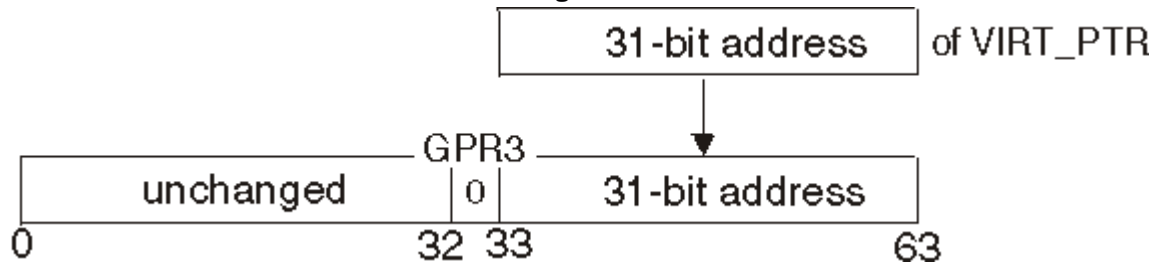 31-bit address of VIRT_PTR
GPR3
unchanged 0 31-bit address
0 32 33 63